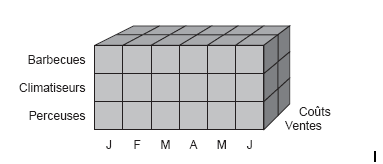 Barbecues
Climatiseurs
Perceuses
Coûts
Ventes
J F M A M J